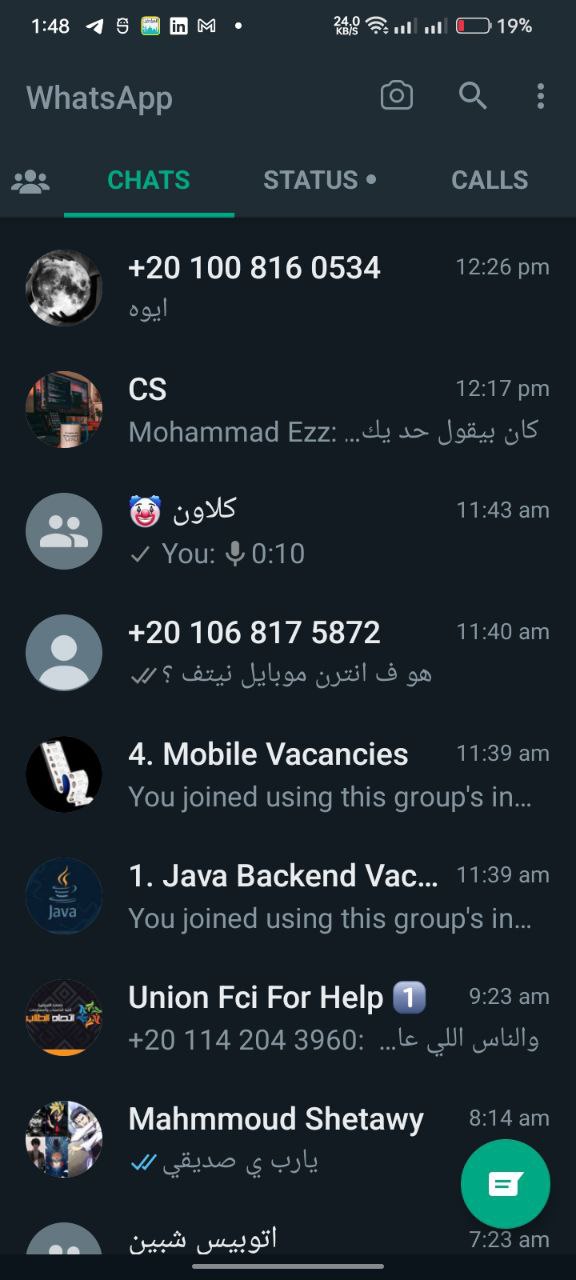 1:48
24.0 KB/S
19%
WhatsApp
CHATS
STATUS
CALLS
+20 100 816 0534
12:26 pm
ايوه
CS
12:17 pm
Mohammad Ezz: كان بيقول حد يك...
🤡 كلاون
11:43 am
You: 0:10
+20 106 817 5872
11:40 am
هو ف انترن موبايل نيتف ؟
4. Mobile Vacancies
11:39 am
You joined using this group's in...
1. Java Backend Vac...
11:39 am
Java
You joined using this group's in...
Union Fci For Help 1️⃣
9:23 am
اتحاد الطلاب
+20 114 204 3960: والناس اللي عا...
Mahmmoud Shetawy
8:14 am
يارب ي صديقي
اتوبيس شبين
7:23 am